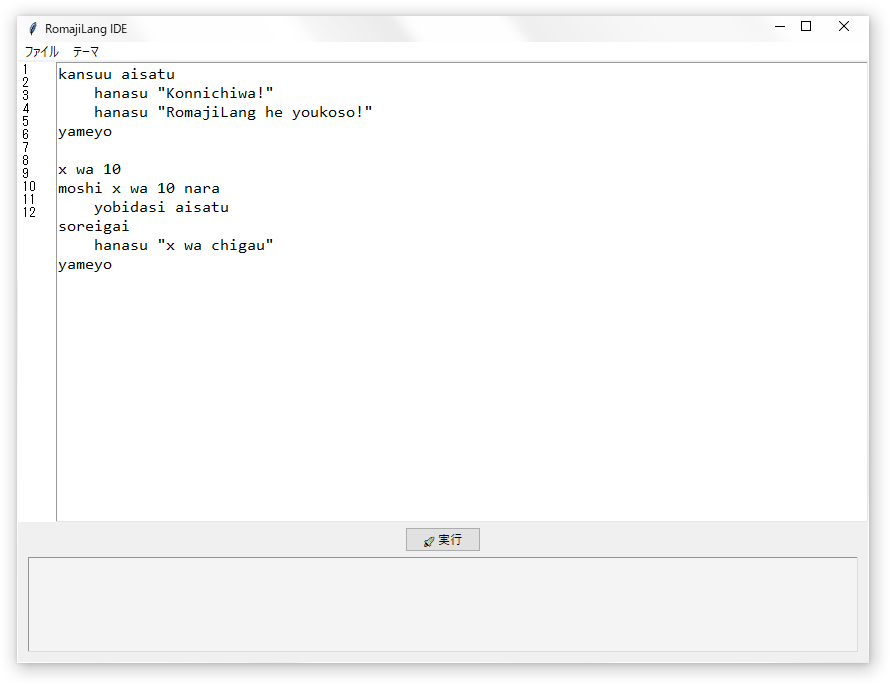 RomajiLang IDE
ファイル テーマ
1
2
3
4
5
6
7
8
9
10
11
12
kansuu aisatu
    hanasu "Konnichiwa!"
    hanasu "RomajiLang he youkoso!"
yameyo

x wa 10
moshi x wa 10 nara
    yobidasi aisatu
soreigai
    hanasu "x wa chigau"
yameyo
実行